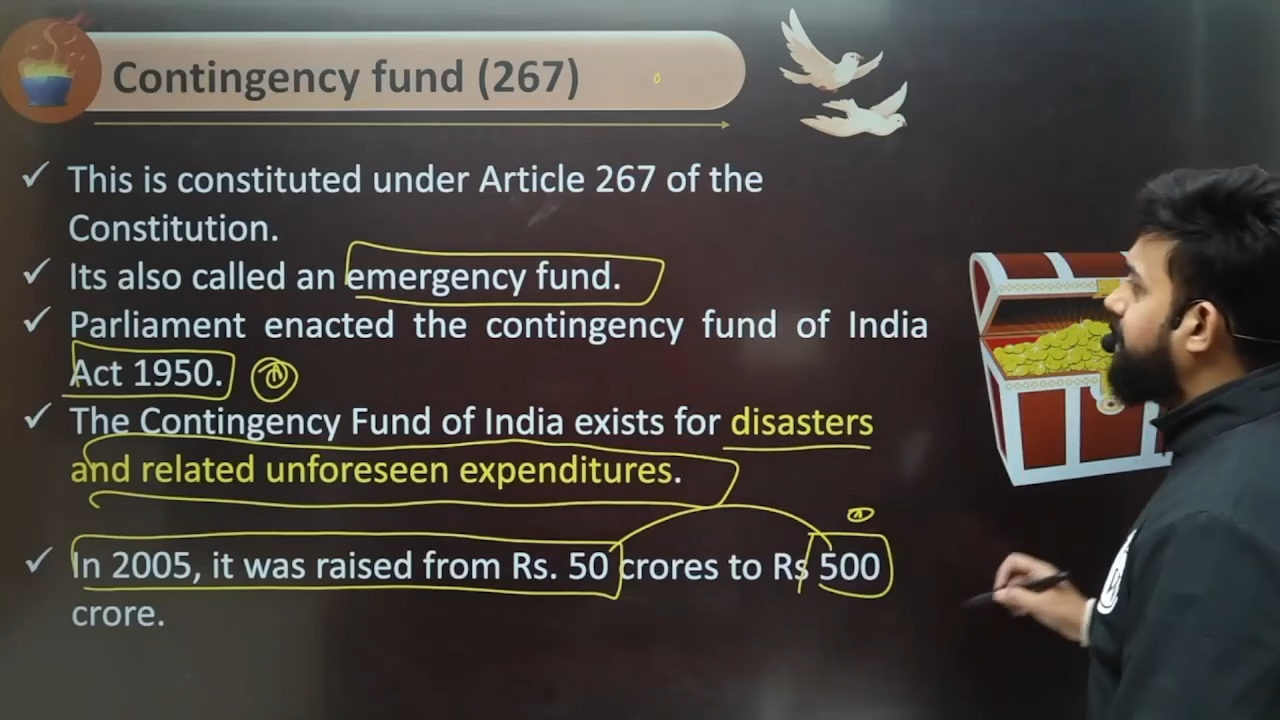 Contingency fund (267)
✓ This is constituted under Article 267 of the
Constitution.
✓ Its also called an emergency fund.
✓ Parliament enacted the contingency fund of India
Act 1950.
✓ The Contingency Fund of India exists for disasters
and related unforeseen expenditures.
✓ In 2005, it was raised from Rs. 50 crores to Rs 500
crore.